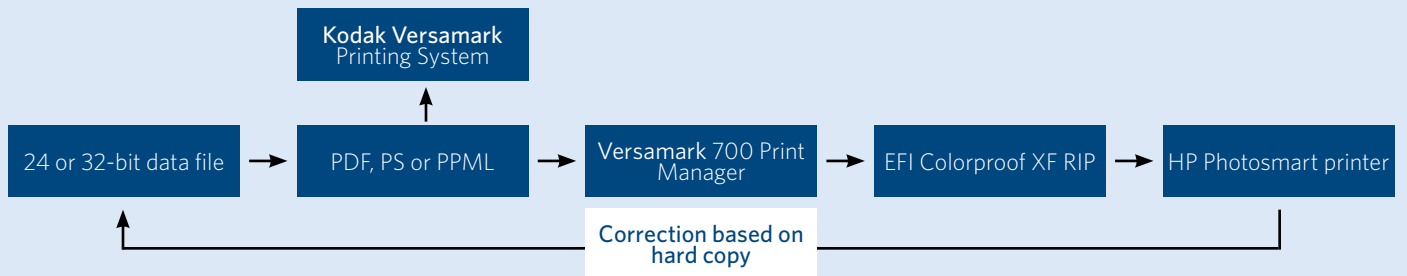 Kodak Versamark
Printing System
24 or 32-bit data file
PDF, PS or PPML
Versamark 700 Print
Manager
EFI Colorproof XF RIP
HP Photosmart printer
Correction based on
hard copy